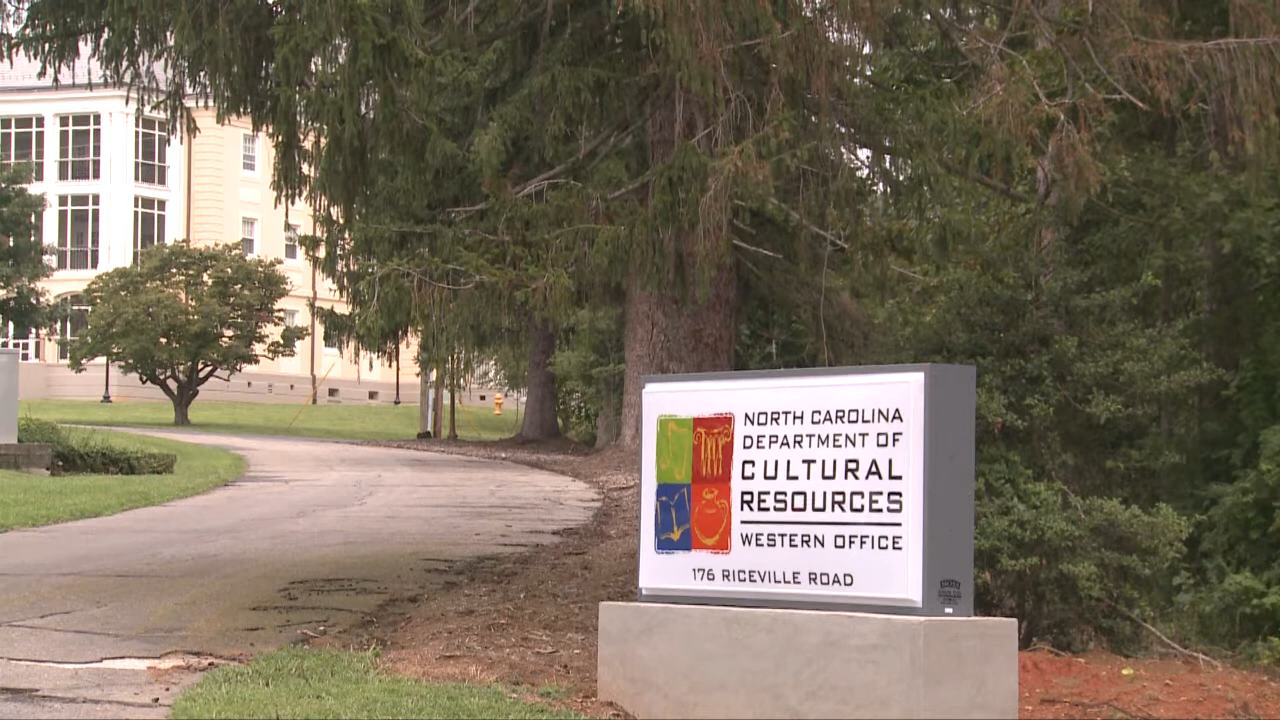 NORTH CAROLINA
DEPARTMENT OF
CULTURAL
RESOURCES
WESTERN OFFICE
176 RICEVILLE ROAD